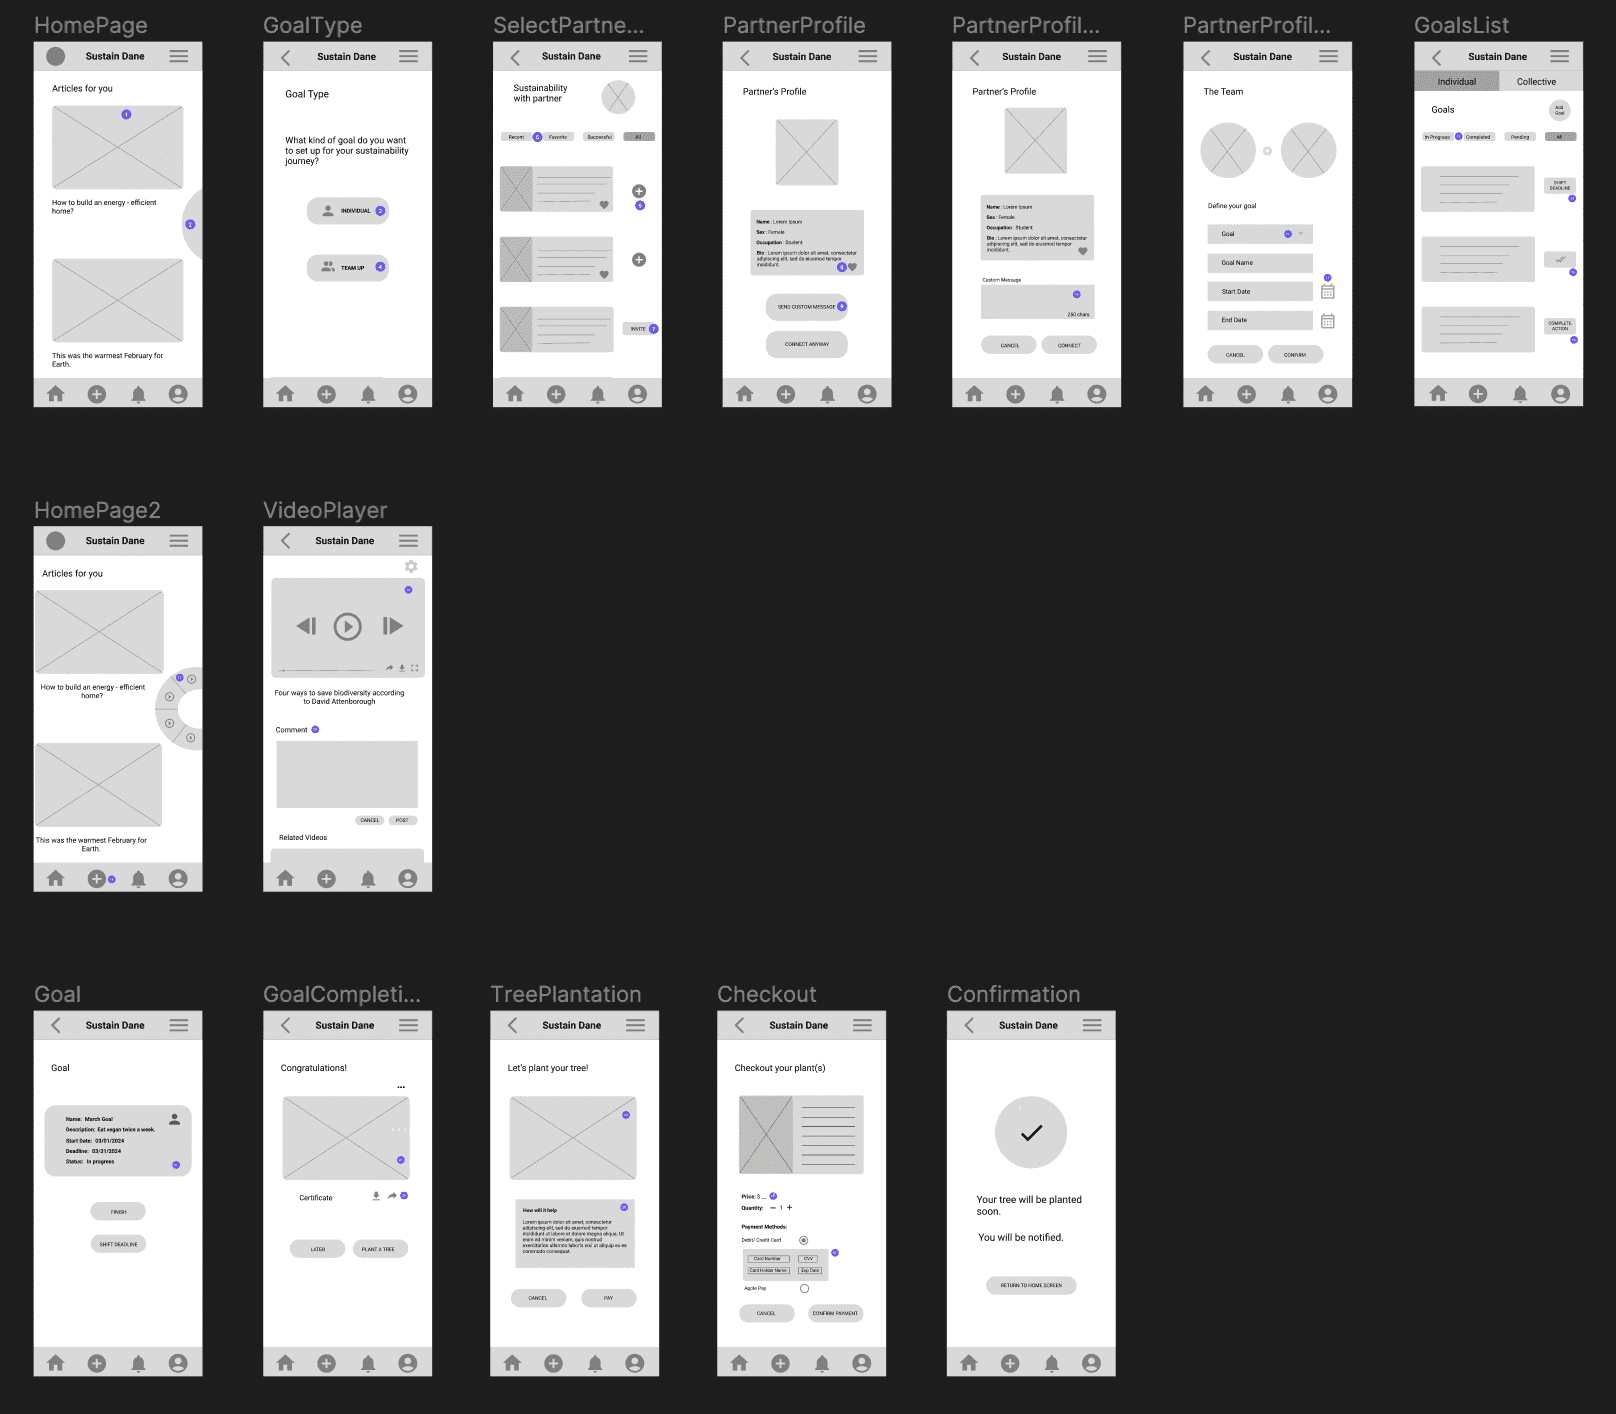 HomePage
Sustain Dane
Articles for you
1
How to build an energy - efficient
home?
2
This was the warmest February for
Earth.
GoalType
Sustain Dane
Goal Type
What kind of goal do you want
to set up for your sustainability
journey?
INDIVIDUAL 3
TEAM UP 4
SelectPartne...
Sustain Dane
Sustainability
with partner
Recent 5 Favorite Successful All
6
INVITE 7
PartnerProfile
Sustain Dane
Partner's Profile
Name : Lorem Ipsum
Sex : Female
Occupation : Student
Bio : Lorem ipsum dolor sit amet, consectetur
adipiscing elit, sed do eiusmod tempor
incididunt.
8
SEND CUSTOM MESSAGE 9
CONNECT ANYWAY
PartnerProfil...
Sustain Dane
Partner's Profile
Name : Lorem Ipsum
Sex : Female
Occupation : Student
Bio : Lorem ipsum dolor sit amet, consectetur
adipiscing elit, sed do eiusmod tempor
incididunt.
Custom Message
250 chars
CANCEL CONNECT
PartnerProfil...
Sustain Dane
The Team
Define your goal
Goal
Goal Name
Start Date
End Date
CANCEL CONFIRM
GoalsList
Sustain Dane
Individual Collective
Goals
Add
Goal
In Progress Completed Pending All
SHIFT
DEADLINE
COMPLETE
ACTION
HomePage2
Sustain Dane
Articles for you
How to build an energy - efficient
home?
This was the warmest February for
Earth.
VideoPlayer
Sustain Dane
Four ways to save biodiversity according
to David Attenborough
Comment
CANCEL POST
Related Videos
Goal
Sustain Dane
Goal
Name: March Goal
Description: Eat vegan twice a week.
Start Date: 03/01/2024
Deadline: 03/31/2024
Status: In progress
FINISH
SHIFT DEADLINE
GoalCompleti...
Sustain Dane
Congratulations!
Certificate
LATER PLANT A TREE
TreePlantation
Sustain Dane
Let's plant your tree!
How will it help
Lorem ipsum dolor sit amet, consectetur
adipiscing elit, sed do eiusmod tempor
incididunt ut labore et dolore magna aliqua. Ut
enim ad minim veniam, quis nostrud
exercitation ullamco laboris nisi ut aliquip ex ea
commodo consequat.
CANCEL PAY
Checkout
Sustain Dane
Checkout your plant(s)
Price: $ __
Quantity: — 1 +
Payment Methods:
Debit/ Credit Card
Card Number CVV
Card Holder Name Exp Date
Apple Pay
CANCEL CONFIRM PAYMENT
Confirmation
Sustain Dane
Your tree will be planted
soon.
You will be notified.
RETURN TO HOME SCREEN